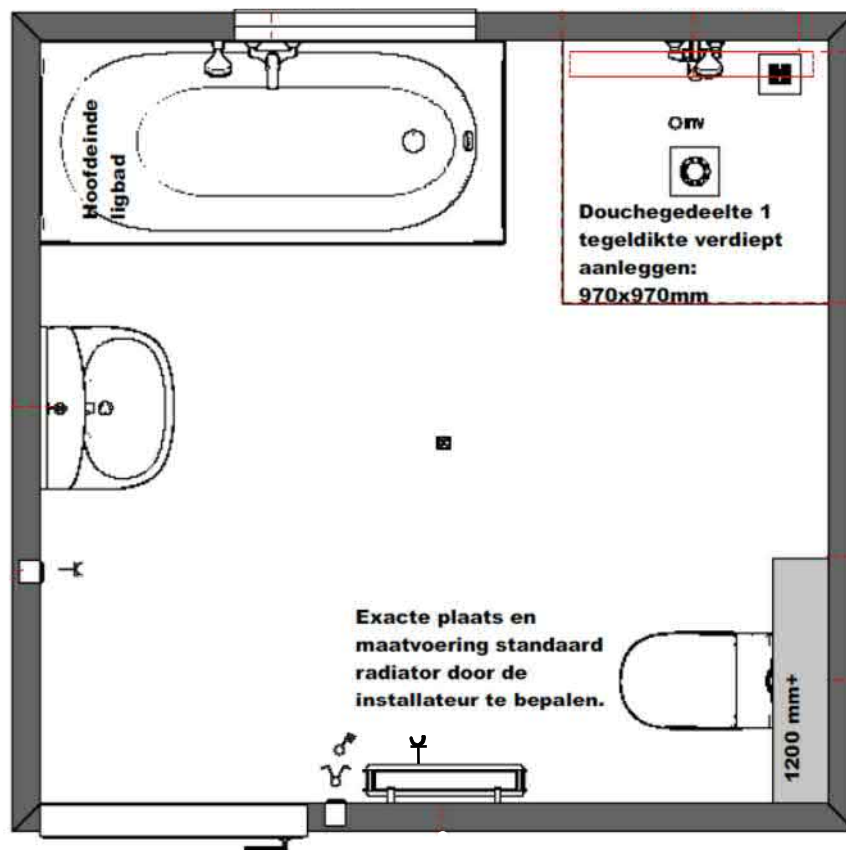 Hoofdeinde
ligbad
INV
Douchegedeelte 1
tegeldikte verdiept
aanleggen:
970x970mm
Exacte plaats en
maatvoering standaard
radiator door de
installateur te bepalen.
1200 mm+